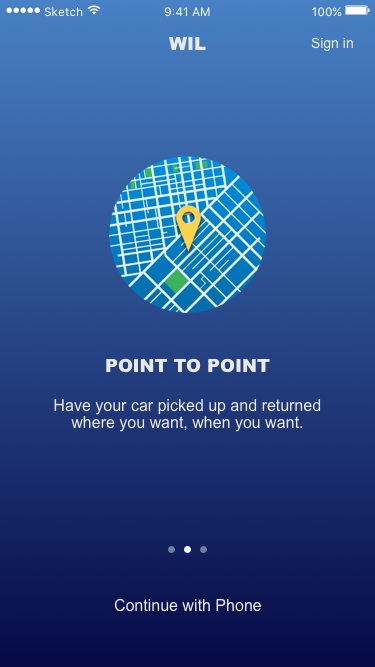 ●●●●● Sketch 9:41 AM 100%
WIL Sign in
POINT TO POINT
Have your car picked up and returned
where you want, when you want.
Continue with Phone